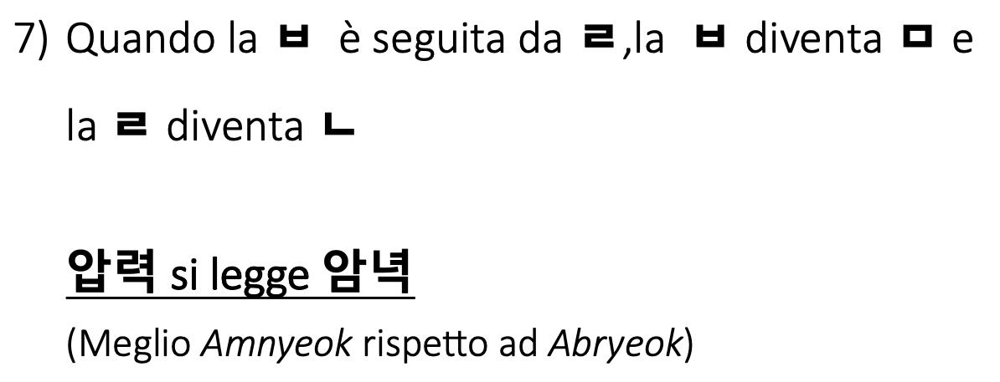 7) Quando la ㅂ è seguita da ㄹ,la ㅂ diventa ㅁ e
la ㄹ diventa ㄴ
압력 si legge 암녁
(Meglio Amnyeok rispetto ad Abryeok)